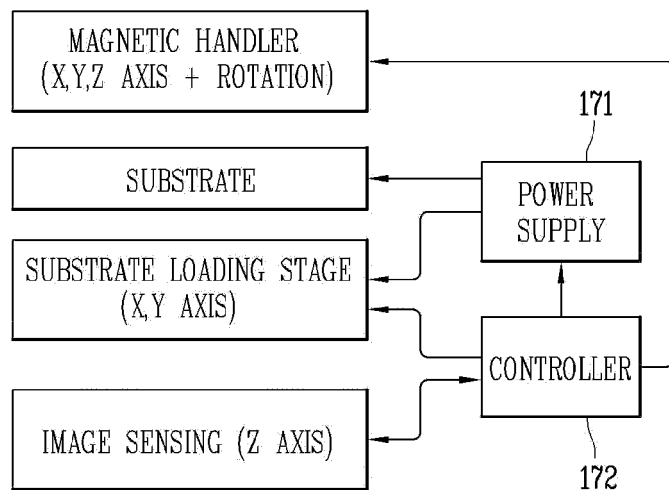 MAGNETIC HANDLER
(X,Y,Z AXIS + ROTATION)
171
SUBSTRATE
POWER
SUPPLY
SUBSTRATE LOADING STAGE
(X,Y AXIS)
CONTROLLER
IMAGE SENSING (Z AXIS)
172